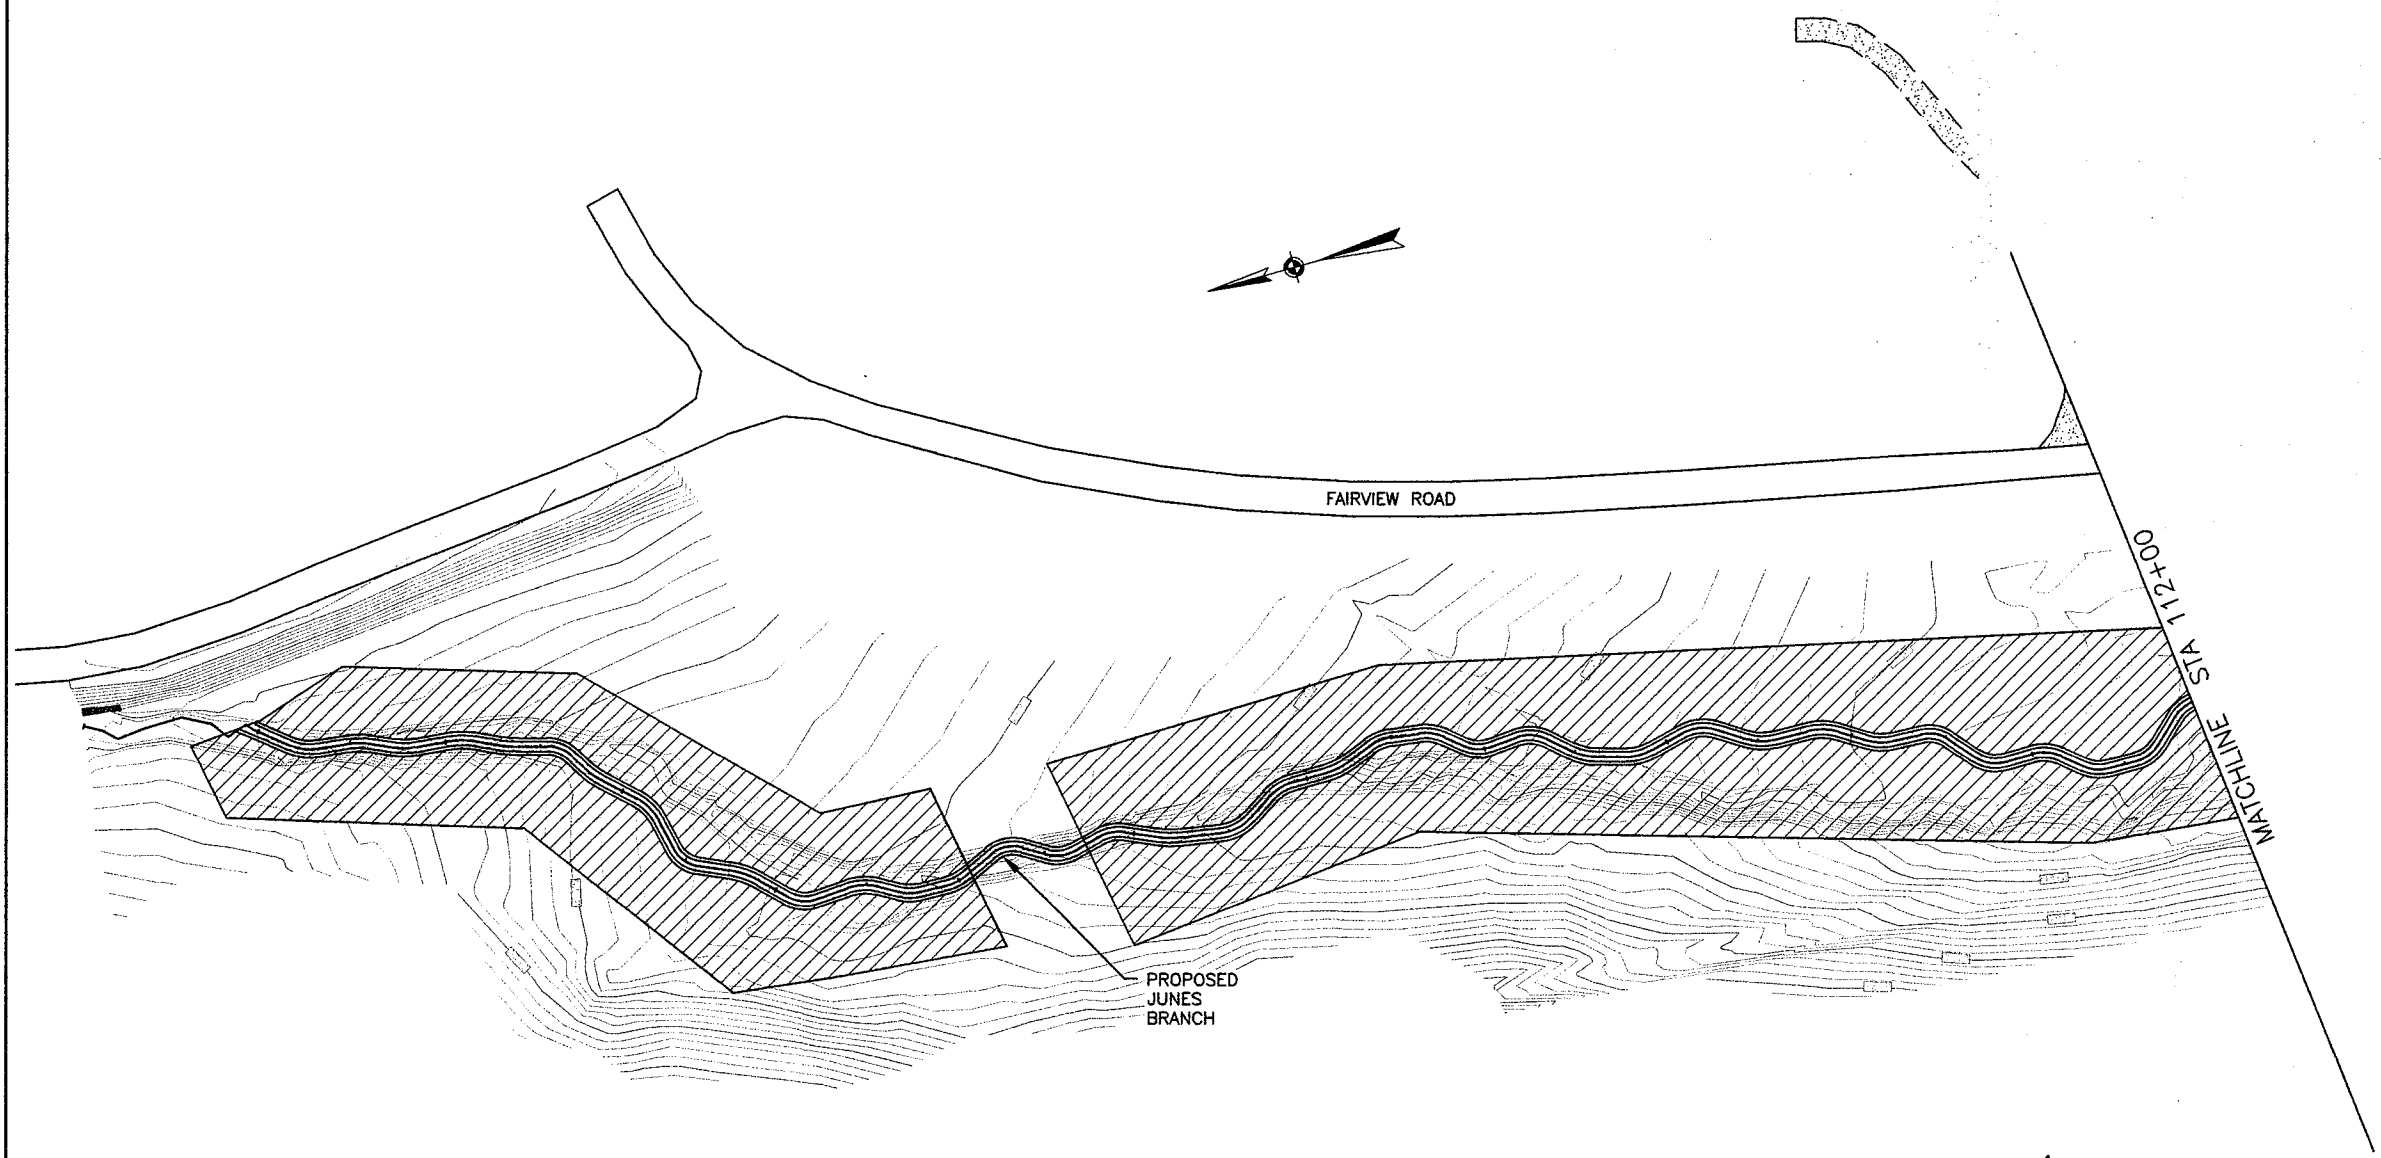 FAIRVIEW ROAD
MATCHLINE STA 112+00
PROPOSED
JUNES
BRANCH